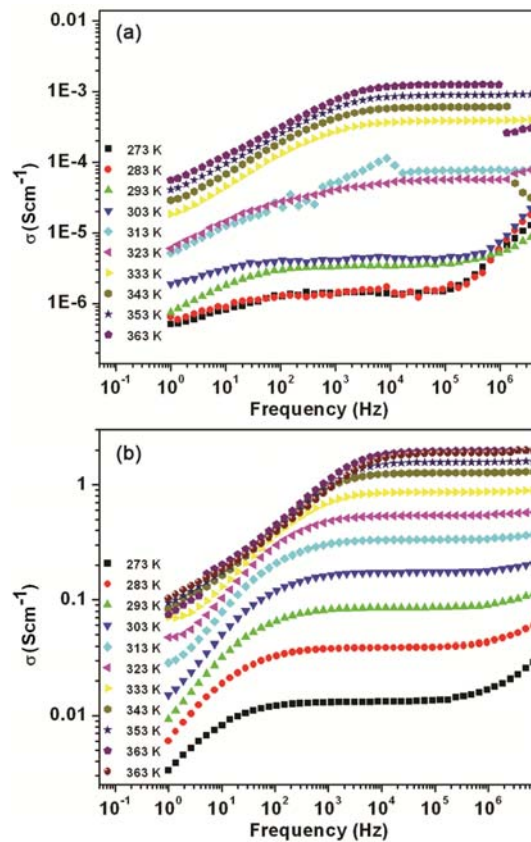 (a)
0.01
1E-3
1E-4
1E-5
1E-6
σ (Scm⁻¹)
273 K
283 K
293 K
303 K
313 K
323 K
333 K
343 K
353 K
363 K
10⁻¹ 10⁰ 10¹ 10² 10³ 10⁴ 10⁵ 10⁶
Frequency (Hz)
(b)
1
0.1
0.01
σ (Scm⁻¹)
273 K
283 K
293 K
303 K
313 K
323 K
333 K
343 K
353 K
363 K
363 K
10⁻¹ 10⁰ 10¹ 10² 10³ 10⁴ 10⁵ 10⁶
Frequency (Hz)